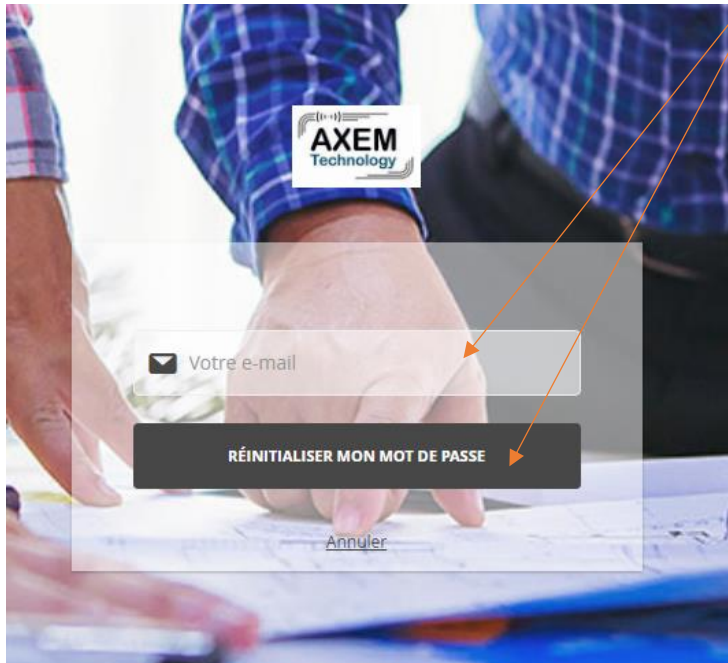 AXEM
Technology
Votre e-mail
RÉINITIALISER MON MOT DE PASSE
Annuler